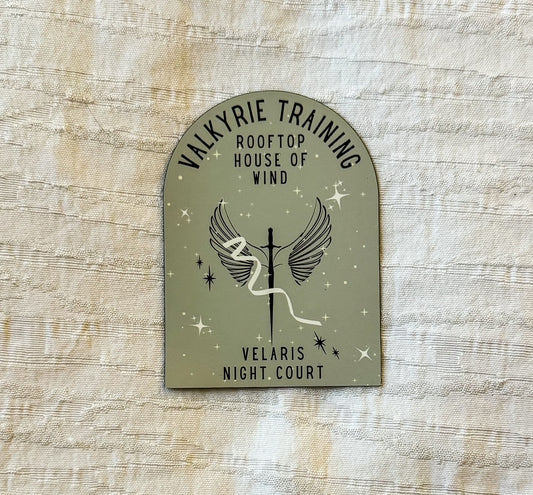 VALKYRIE TRAINING
ROOFTOP
HOUSE OF
WIND
VELARIS
NIGHT COURT